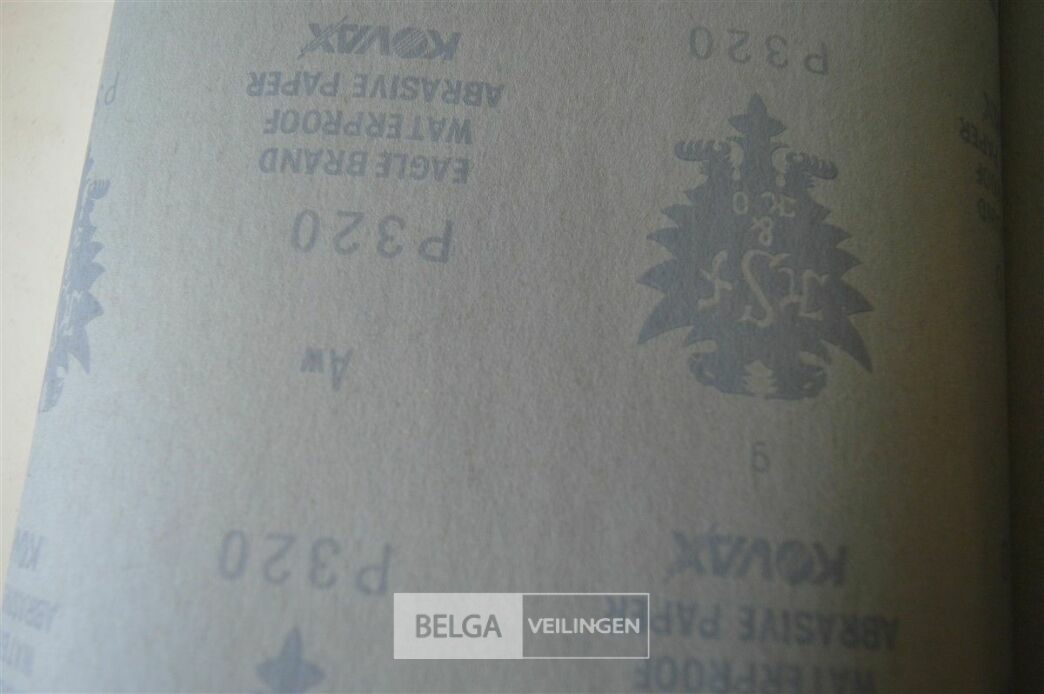 KOVAX
ABRASIVE PAPER
WATERPROOF
EAGLE BRAND
P320
Aw
P320
KOVAX
ABRASIVE PAPER
WATERPROOF
P320
BELGA VEILINGEN